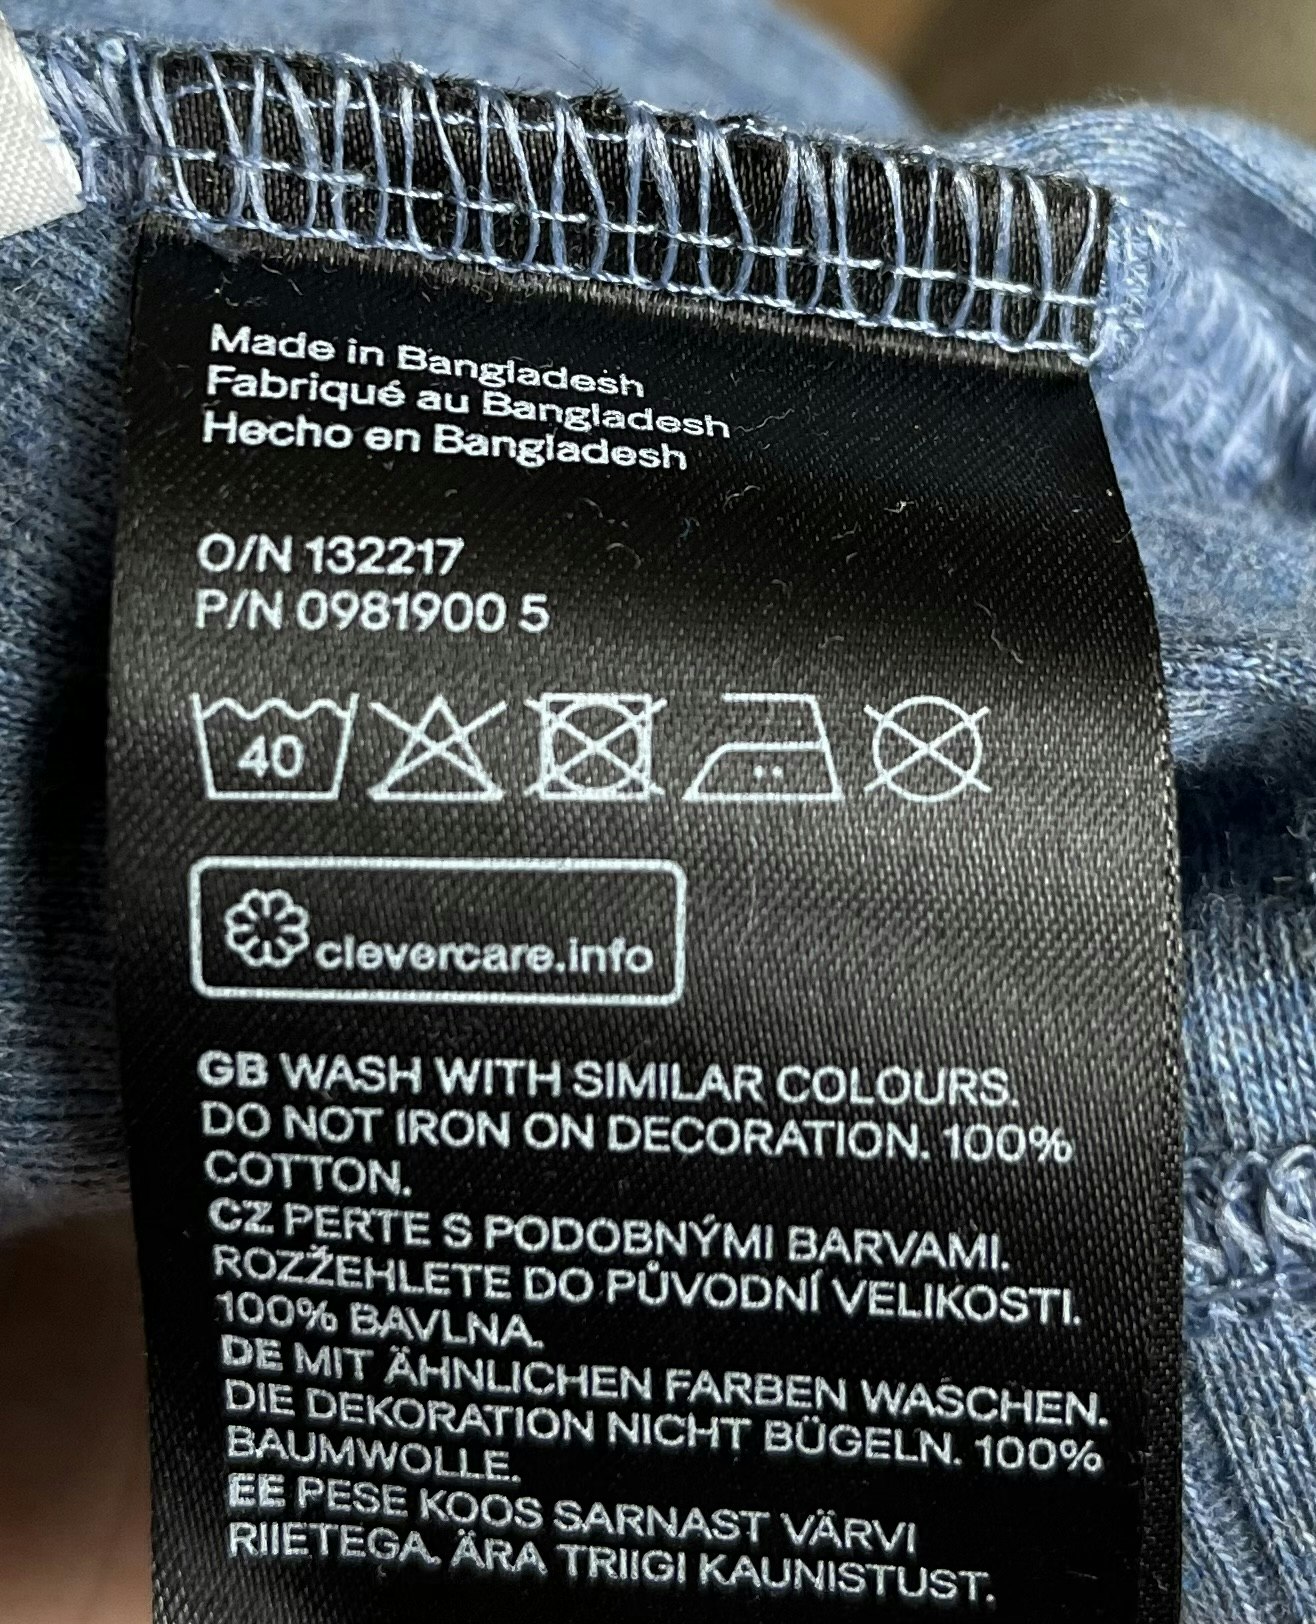 Made in Bangladesh
Fabriqué au Bangladesh
Hecho en Bangladesh
O/N 132217
P/N 0981900 5
40
clevercare.info
GB WASH WITH SIMILAR COLOURS.
DO NOT IRON ON DECORATION. 100%
COTTON.
CZ PERTE S PODOBNÝMI BARVAMI.
ROZŽEHLETE DO PŮVODNÍ VELIKOSTI.
100% BAVLNA.
DE MIT ÄHNLICHEN FARBEN WASCHEN.
DIE DEKORATION NICHT BÜGELN. 100%
BAUMWOLLE.
EE PESE KOOS SARNAST VÄRVI
RIIETEGA. ÄRA TRIIGI KAUNISTUST.